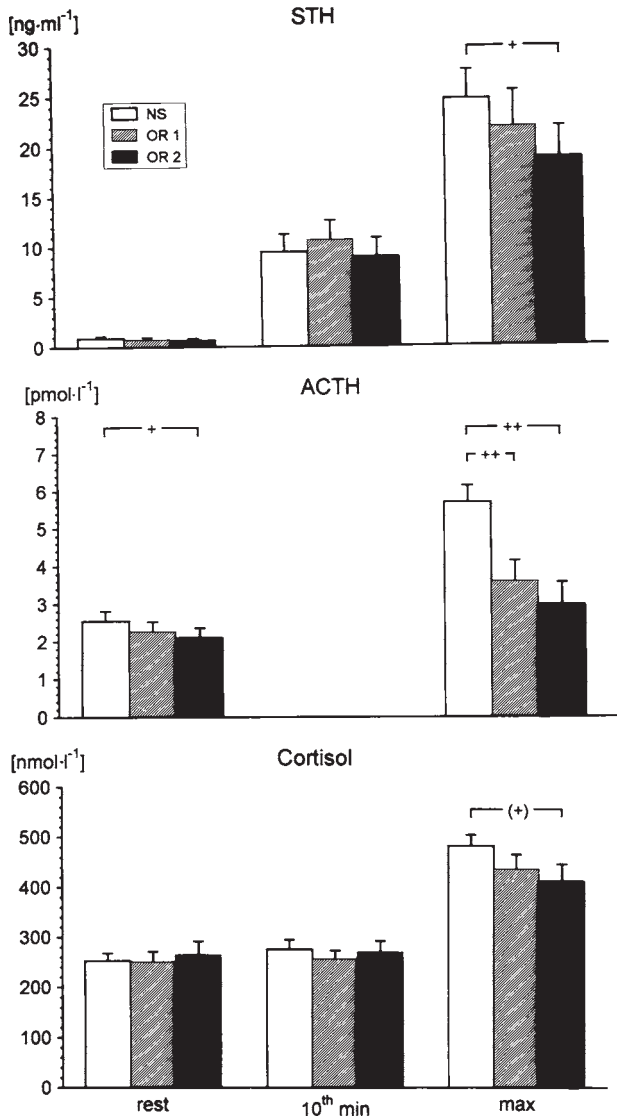 STH
[ng·ml⁻¹]
30
25
20
15
10
5
0
NS
OR 1
OR 2
+
ACTH
[pmol·l⁻¹]
8
7
6
5
4
3
2
1
0
+
++
++
Cortisol
[nmol·l⁻¹]
600
500
400
300
200
100
0
(+)
rest 10ᵗʰ min max